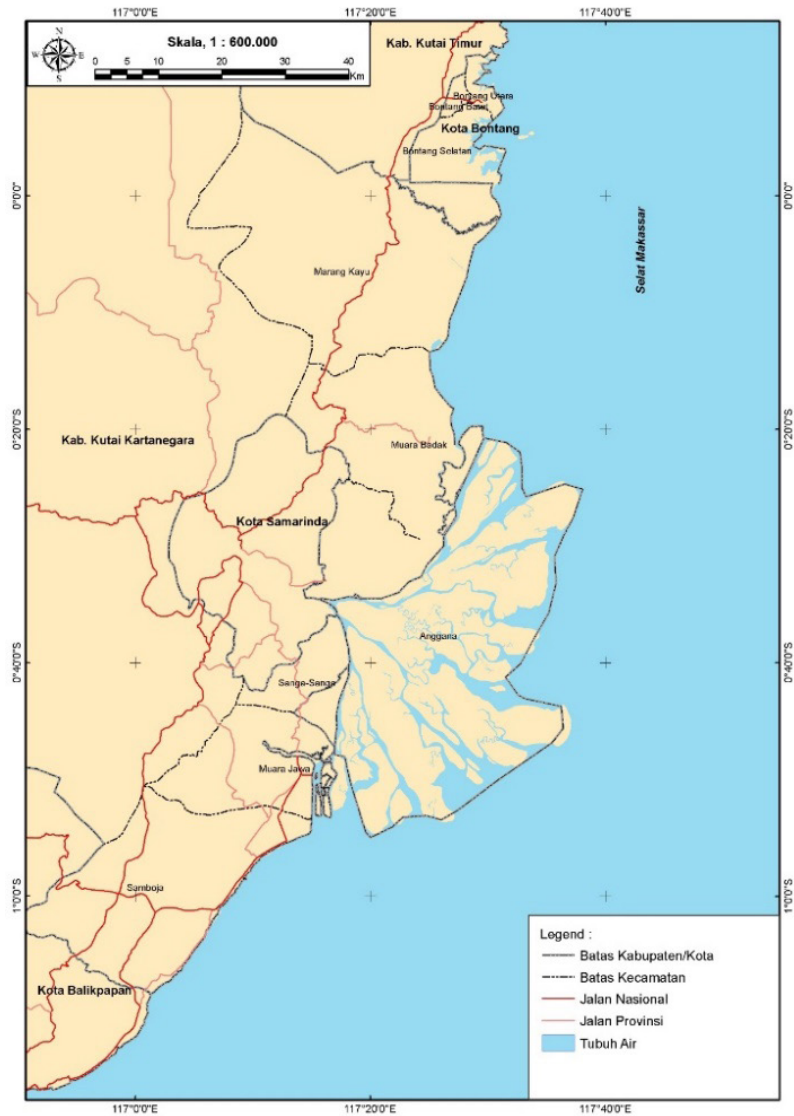 117°0'0"E 117°20'0"E 117°40'0"E
Skala, 1 : 600.000
N
W E
S
0 5 10 20 30 40
Km
Kab. Kutai Timur
Bontang Utara
Bontang Barat
Kota Bontang
Bontang Selatan
0°0'0" 0°0'0"
Selat Makassar
Marang Kayu
0°20'0"S 0°20'0"S
Kab. Kutai Kartanegara
Muara Badak
Kota Samarinda
Anggana
0°40'0"S 0°40'0"S
Sanga-Sanga
Muara Jawa
Samboja
1°0'0"S 1°0'0"S
Kota Balikpapan
Legend :
Batas Kabupaten/Kota
Batas Kecamatan
Jalan Nasional
Jalan Provinsi
Tubuh Air
117°0'0"E 117°20'0"E 117°40'0"E